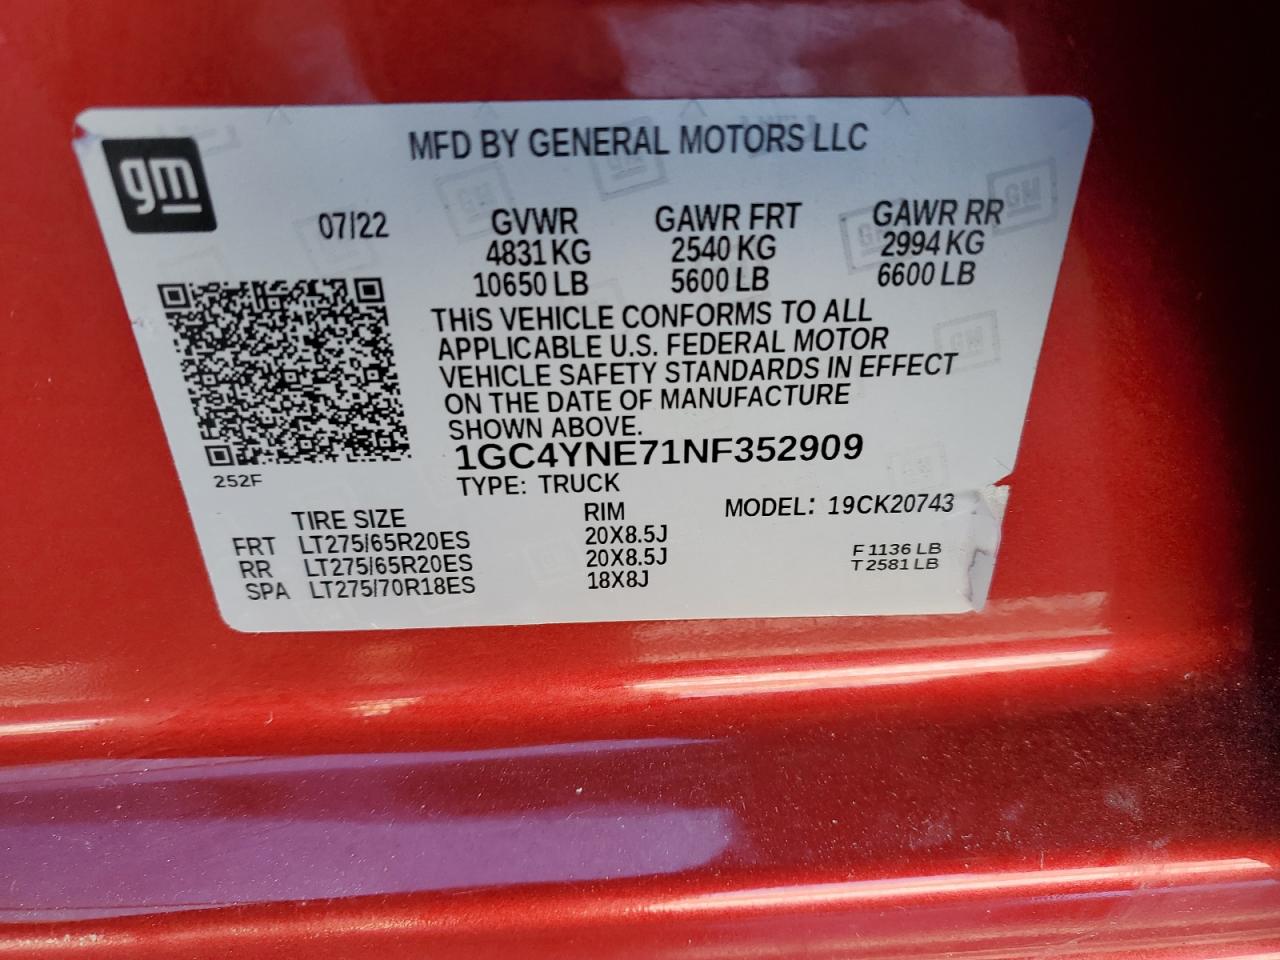 MFD BY GENERAL MOTORS LLC
gm
07/22 GVWR GAWR FRT GAWR RR
4831 KG 2540 KG 2994 KG
10650 LB 5600 LB 6600 LB
THIS VEHICLE CONFORMS TO ALL
APPLICABLE U.S. FEDERAL MOTOR
VEHICLE SAFETY STANDARDS IN EFFECT
ON THE DATE OF MANUFACTURE
SHOWN ABOVE.
1GC4YNE71NF352909
252F
TYPE: TRUCK
TIRE SIZE RIM MODEL: 19CK20743
FRT LT275/65R20ES 20X8.5J
RR LT275/65R20ES 20X8.5J
SPA LT275/70R18ES 18X8J
F 1136 LB
T 2581 LB